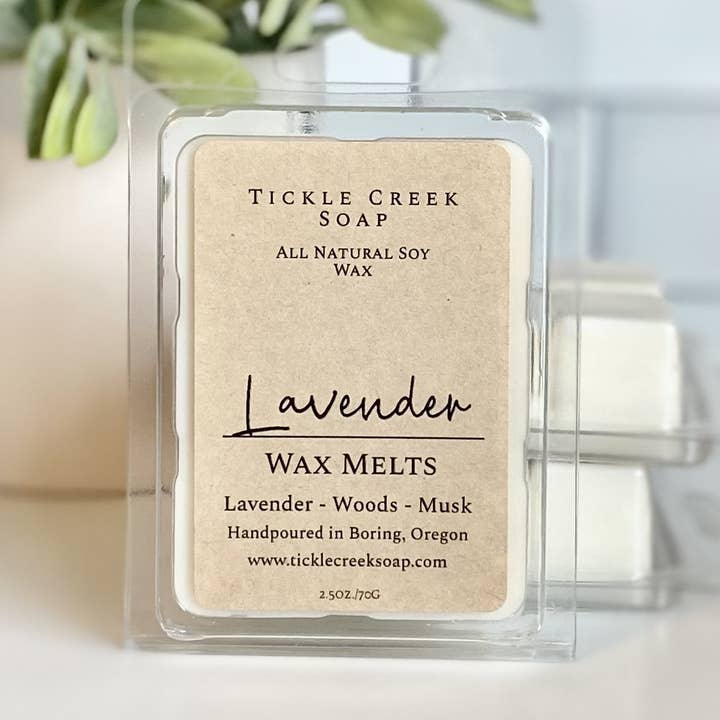 Tickle Creek
Soap
All Natural Soy
Wax
Lavender
Wax Melts
Lavender - Woods - Musk
Handpoured in Boring, Oregon
www.ticklecreeksoap.com
2.5oz./70g